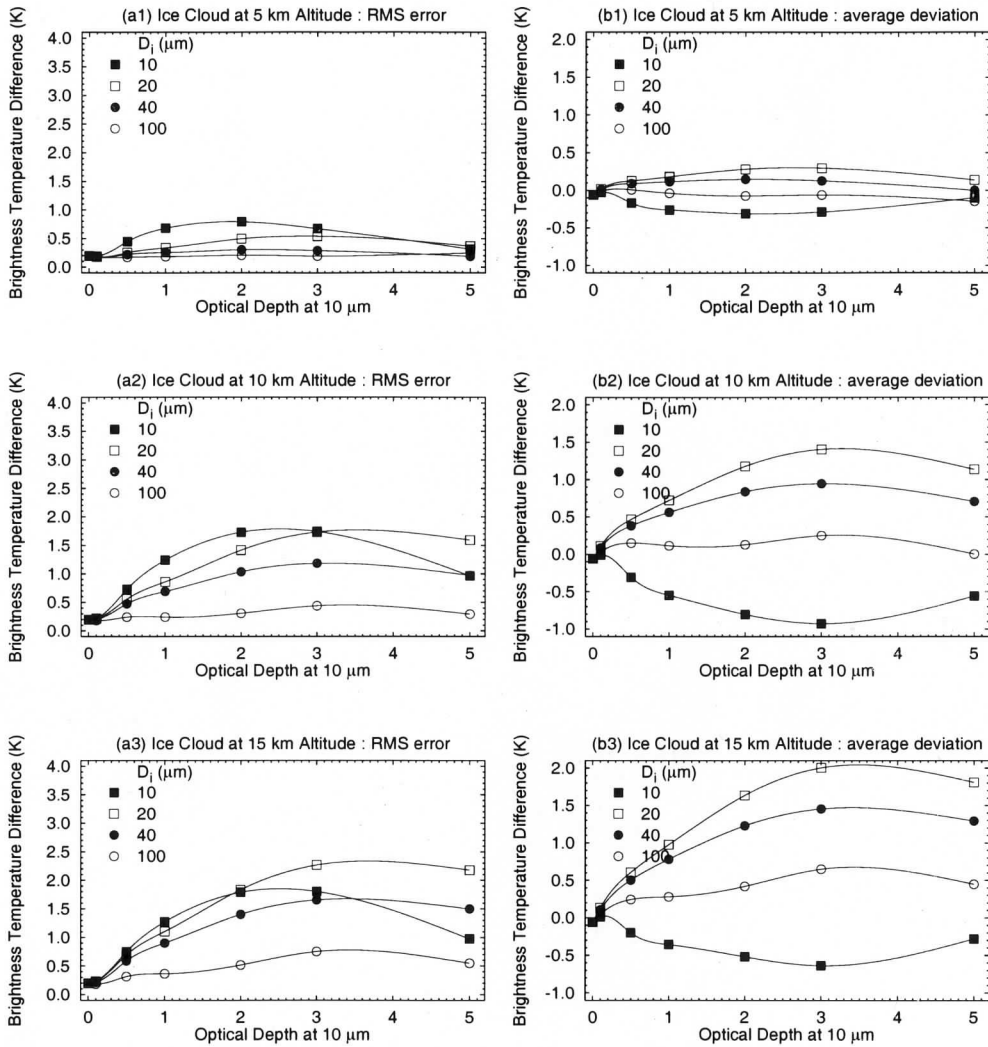 (a1) Ice Cloud at 5 km Altitude : RMS error
Brightness Temperature Difference (K)
4.0
3.5
3.0
2.5
2.0
1.5
1.0
0.5
0.0
Di (μm)
10
20
40
100
0 1 2 3 4 5
Optical Depth at 10 μm
(b1) Ice Cloud at 5 km Altitude : average deviation
Brightness Temperature Difference (K)
2.0
1.5
1.0
0.5
0.0
-0.5
-1.0
Di (μm)
10
20
40
100
0 1 2 3 4 5
Optical Depth at 10 μm
(a2) Ice Cloud at 10 km Altitude : RMS error
Brightness Temperature Difference (K)
4.0
3.5
3.0
2.5
2.0
1.5
1.0
0.5
0.0
Di (μm)
10
20
40
100
0 1 2 3 4 5
Optical Depth at 10 μm
(b2) Ice Cloud at 10 km Altitude : average deviation
Brightness Temperature Difference (K)
2.0
1.5
1.0
0.5
0.0
-0.5
-1.0
Di (μm)
10
20
40
100
0 1 2 3 4 5
Optical Depth at 10 μm
(a3) Ice Cloud at 15 km Altitude : RMS error
Brightness Temperature Difference (K)
4.0
3.5
3.0
2.5
2.0
1.5
1.0
0.5
0.0
Di (μm)
10
20
40
100
0 1 2 3 4 5
Optical Depth at 10 μm
(b3) Ice Cloud at 15 km Altitude : average deviation
Brightness Temperature Difference (K)
2.0
1.5
1.0
0.5
0.0
-0.5
-1.0
Di (μm)
10
20
40
100
0 1 2 3 4 5
Optical Depth at 10 μm